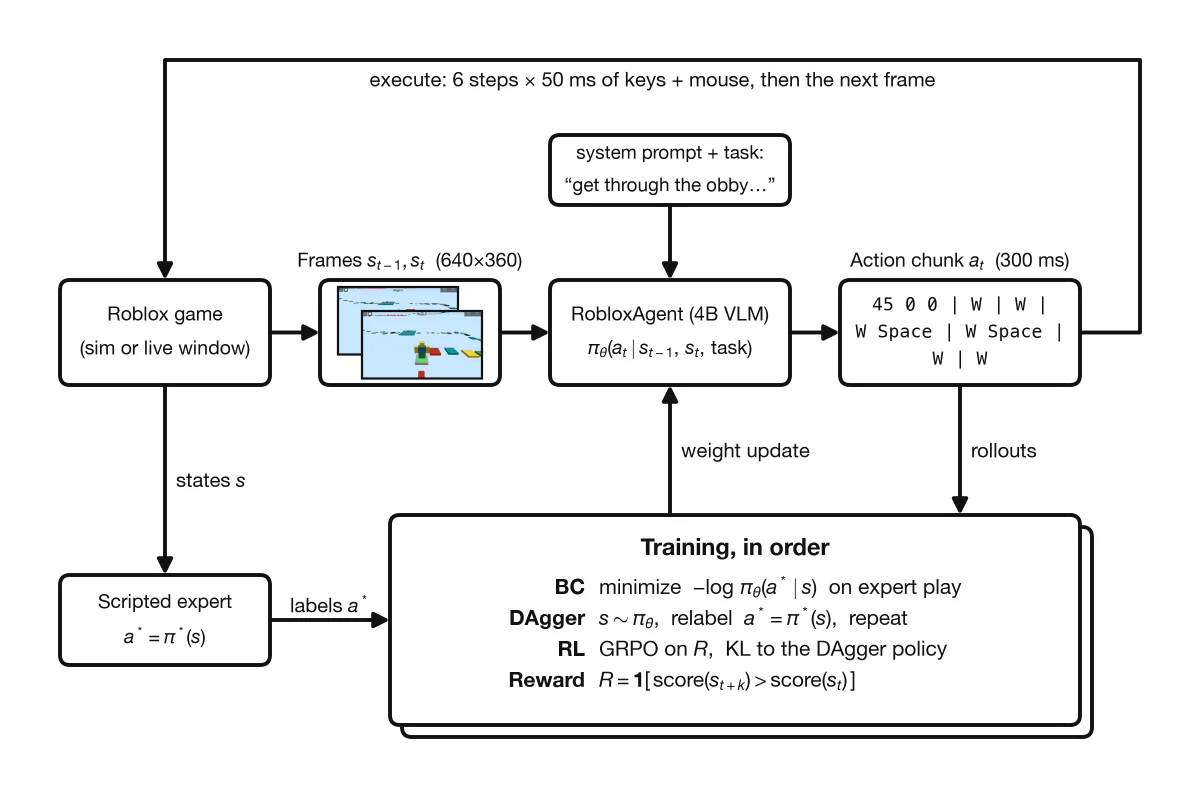 execute: 6 steps × 50 ms of keys + mouse, then the next frame
system prompt + task:
“get through the obby…”
Frames s_{t−1}, s_t (640×360)
Action chunk a_t (300 ms)
Roblox game
(sim or live window)
RobloxAgent (4B VLM)
π_θ(a_t | s_{t−1}, s_t, task)
45 0 0 | W | W |
W Space | W Space |
W | W
weight update
rollouts
states s
Scripted expert
a* = π*(s)
labels a*
Training, in order
BC minimize −log π_θ(a* | s) on expert play
DAgger s ∼ π_θ, relabel a* = π*(s), repeat
RL GRPO on R, KL to the DAgger policy
Reward R = 1[score(s_{t+k}) > score(s_t)]